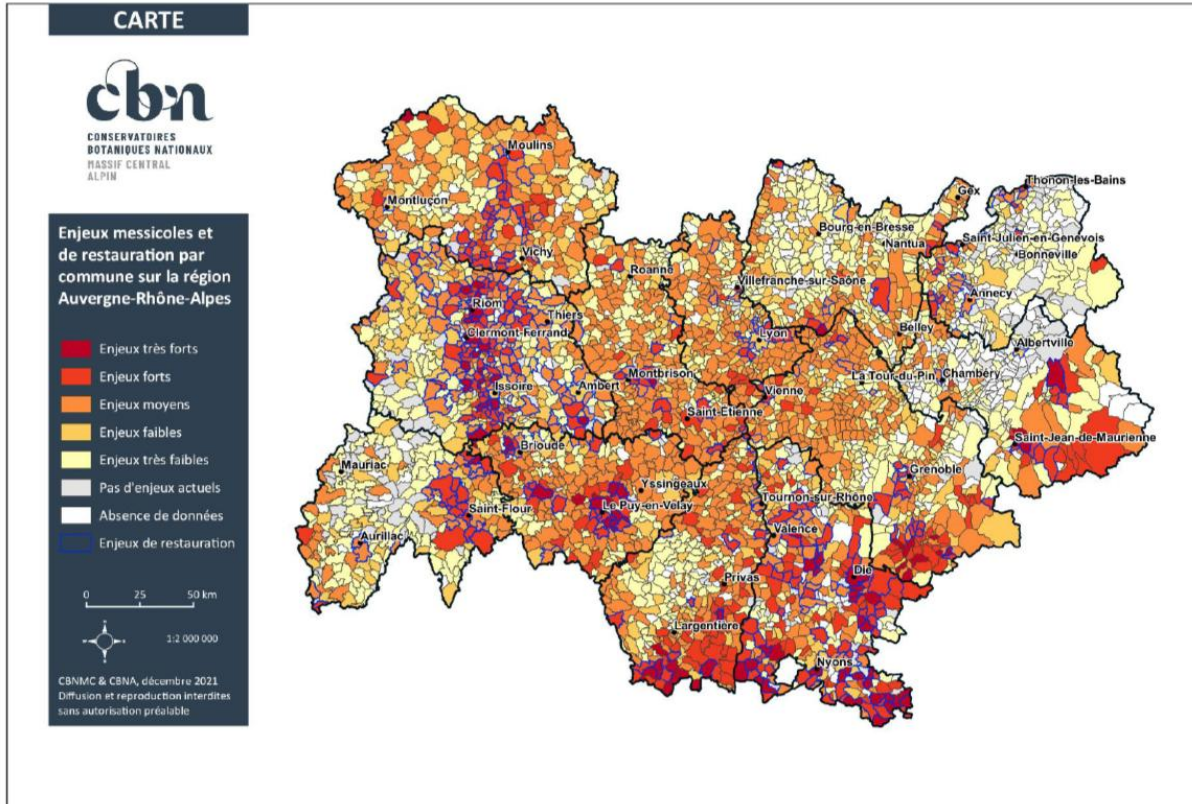 CARTE
cbn
CONSERVATOIRES
BOTANIQUES NATIONAUX
MASSIF CENTRAL
ALPIN
Enjeux messicoles et
de restauration par
commune sur la région
Auvergne-Rhône-Alpes
Enjeux très forts
Enjeux forts
Enjeux moyens
Enjeux faibles
Enjeux très faibles
Pas d'enjeux actuels
Absence de données
Enjeux de restauration
0 25 50 km
1:2 000 000
CBNMC & CBNA, décembre 2021
Diffusion et reproduction interdites
sans autorisation préalable
Moulins
Montluçon
Vichy
Thonon-les-Bains
Gex
Bourg-en-Bresse
Nantua
Saint-Julien-en-Genevois
Bonneville
Roanne
Villefranche-sur-Saône
Annecy
Riom
Thiers
Clermont-Ferrand
Lyon
Belley
Albertville
Issoire
Ambert
Montbrison
Vienne
La Tour-du-Pin
Chambéry
Saint-Etienne
Brioude
Saint-Jean-de-Maurienne
Mauriac
Yssingeaux
Grenoble
Saint-Flour
Le Puy-en-Velay
Tournon-sur-Rhône
Aurillac
Valence
Die
Privas
Largentière
Nyons